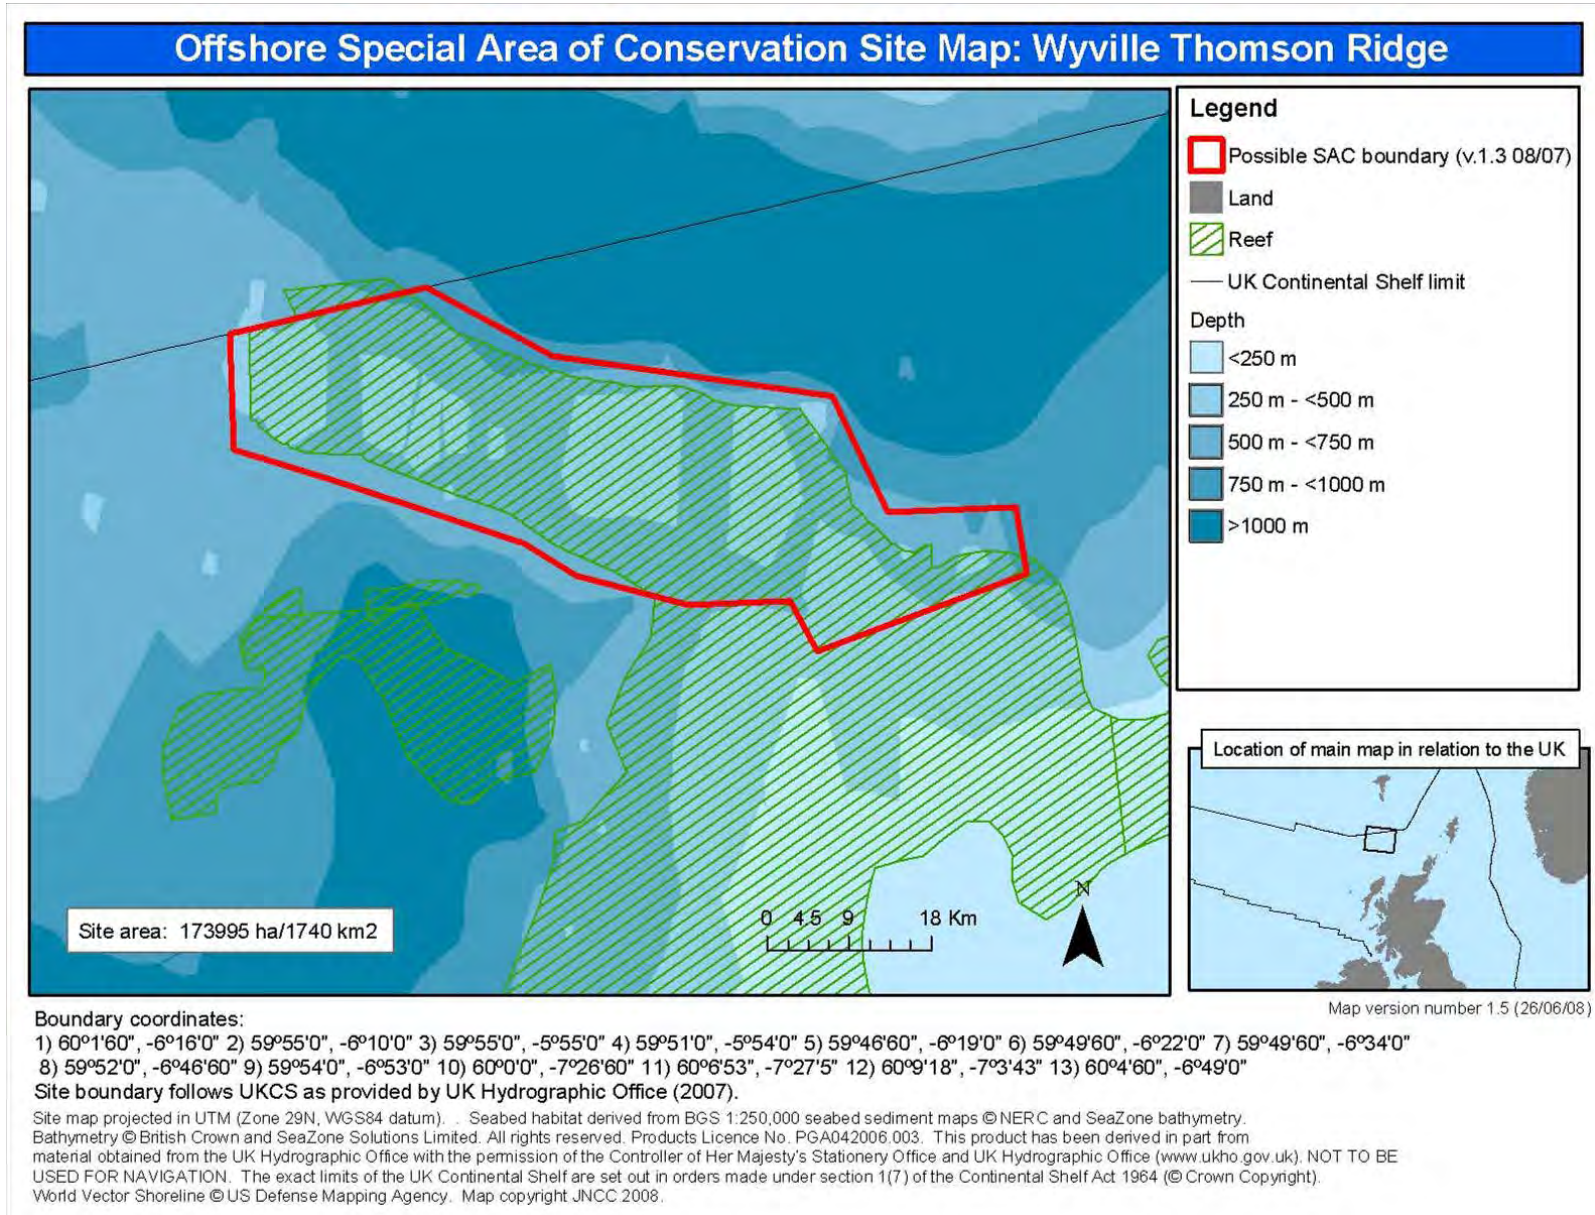 Offshore Special Area of Conservation Site Map: Wyville Thomson Ridge
Legend
Possible SAC boundary (v.1.3 08/07)
Land
Reef
UK Continental Shelf limit
Depth
<250 m
250 m - <500 m
500 m - <750 m
750 m - <1000 m
>1000 m
Location of main map in relation to the UK
N
0 4.5 9 18 Km
Site area: 173995 ha/1740 km2
Map version number 1.5 (26/06/08)
Boundary coordinates:
1) 60º1'60", -6º16'0" 2) 59º55'0", -6º10'0" 3) 59º55'0", -5º55'0" 4) 59º51'0", -5º54'0" 5) 59º46'60", -6º19'0" 6) 59º49'60", -6º22'0" 7) 59º49'60", -6º34'0"
8) 59º52'0", -6º46'60" 9) 59º54'0", -6º53'0" 10) 60º0'0", -7º26'60" 11) 60º6'53", -7º27'5" 12) 60º9'18", -7º3'43" 13) 60º4'60", -6º49'0"
Site boundary follows UKCS as provided by UK Hydrographic Office (2007).
Site map projected in UTM (Zone 29N, WGS84 datum). . Seabed habitat derived from BGS 1:250,000 seabed sediment maps © NERC and SeaZone bathymetry.
Bathymetry © British Crown and SeaZone Solutions Limited. All rights reserved. Products Licence No. PGA042006.003. This product has been derived in part from
material obtained from the UK Hydrographic Office with the permission of the Controller of Her Majesty's Stationery Office and UK Hydrographic Office (www.ukho.gov.uk). NOT TO BE
USED FOR NAVIGATION. The exact limits of the UK Continental Shelf are set out in orders made under section 1(7) of the Continental Shelf Act 1964 (© Crown Copyright).
World Vector Shoreline © US Defense Mapping Agency. Map copyright JNCC 2008.